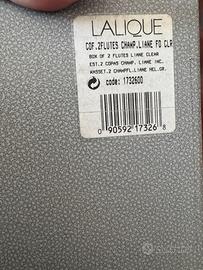 LALIQUE
COF.2FLUTES CHAMP.LIANE FD CLR
BOX OF 2 FLUTES LIANE CLEAR
EST.2 COPAS CHAMP. LIANE INC.
KASSET.2 CHAMPFL.LIANE HEL.GR.
code: 1732600
0 90592 17326 8